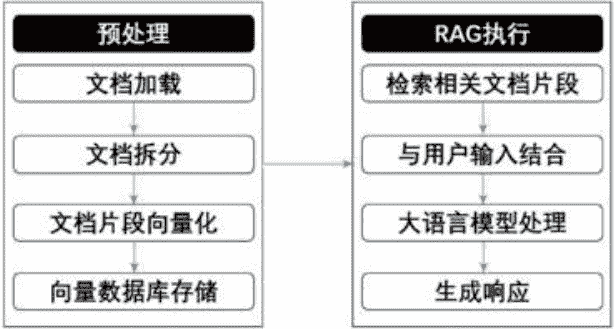 预处理
文档加载
文档拆分
文档片段向量化
向量数据库存储
RAG执行
检索相关文档片段
与用户输入结合
大语言模型处理
生成响应